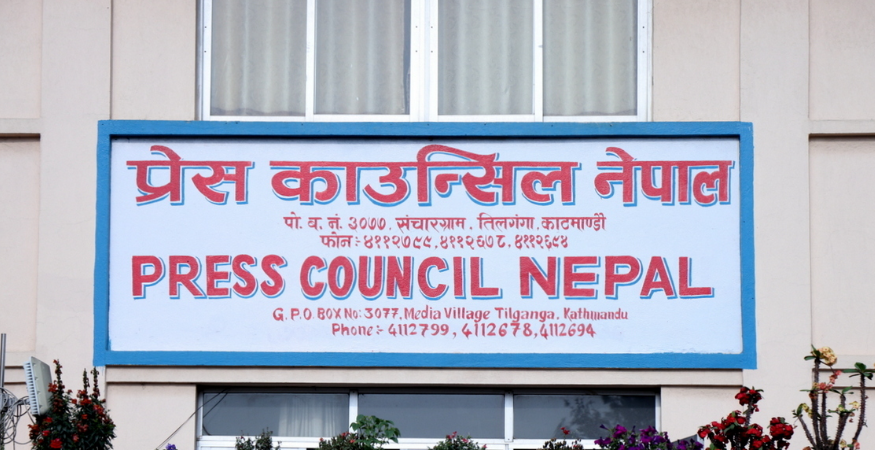 प्रेस काउन्सिल नेपाल
पो. ब. नं. ३०७७. संचारग्राम. तिलगंगा. काठमाण्डौ
फोन:- ४११२७९९,४११२६७८. ४११२६९४
PRESS COUNCIL NEPAL
G.P.O. BOX No: 3077, Media Village Tilganga. Kathmandu
Phone:- 4112799, 4112678, 4112694